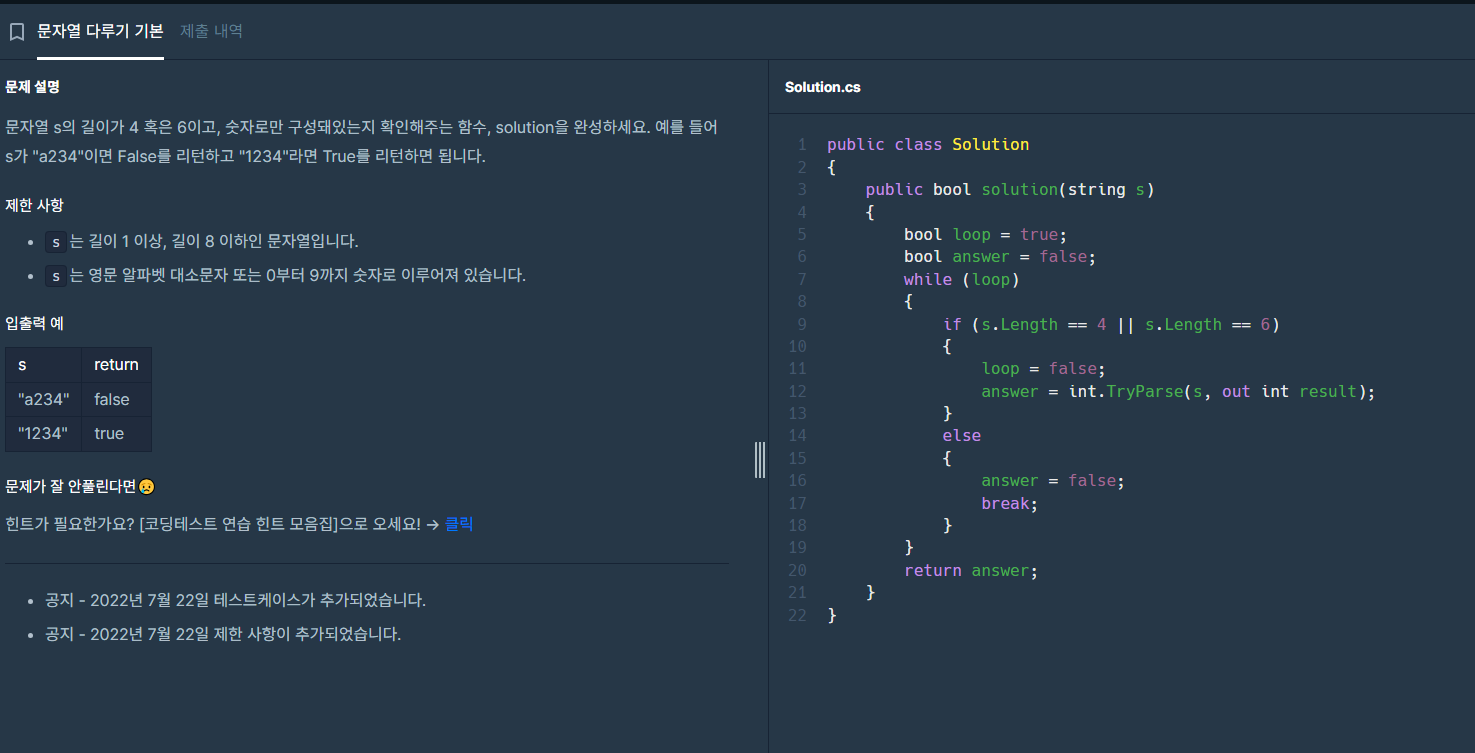 문자열 다루기 기본 제출 내역
문제 설명
문자열 s의 길이가 4 혹은 6이고, 숫자로만 구성돼있는지 확인해주는 함수, solution을 완성하세요. 예를 들어
s가 "a234"이면 False를 리턴하고 "1234"라면 True를 리턴하면 됩니다.
제한 사항
• s 는 길이 1 이상, 길이 8 이하인 문자열입니다.
• s 는 영문 알파벳 대소문자 또는 0부터 9까지 숫자로 이루어져 있습니다.
입출력 예
s return
"a234" false
"1234" true
문제가 잘 안풀린다면😢
힌트가 필요한가요? [코딩테스트 연습 힌트 모음집]으로 오세요! → 클릭
• 공지 - 2022년 7월 22일 테스트케이스가 추가되었습니다.
• 공지 - 2022년 7월 22일 제한 사항이 추가되었습니다.
Solution.cs
1 public class Solution
2 {
3     public bool solution(string s)
4     {
5         bool loop = true;
6         bool answer = false;
7         while (loop)
8         {
9             if (s.Length == 4 || s.Length == 6)
10             {
11                 loop = false;
12                 answer = int.TryParse(s, out int result);
13             }
14             else
15             {
16                 answer = false;
17                 break;
18             }
19         }
20         return answer;
21     }
22 }